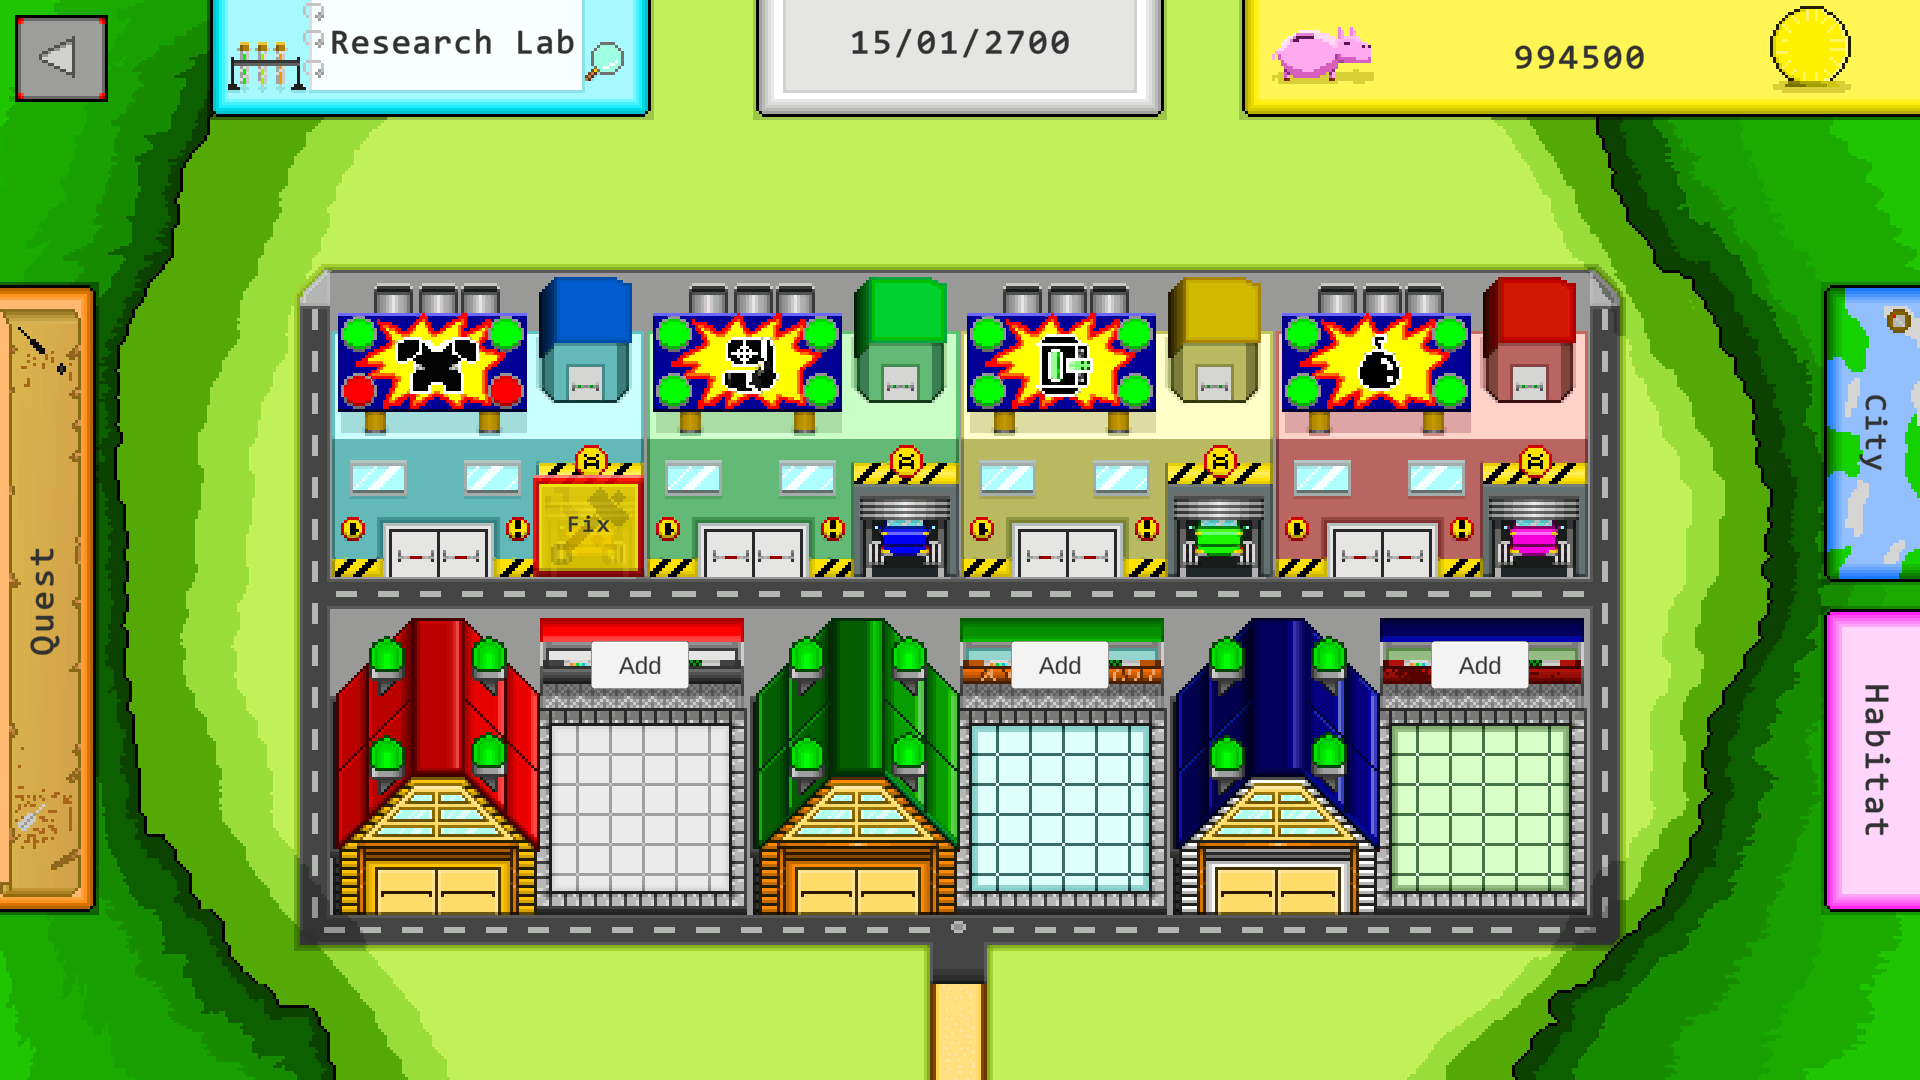 Research Lab
15/01/2700
994500
Quest
City
Habitat
Fix
Add
Add
Add